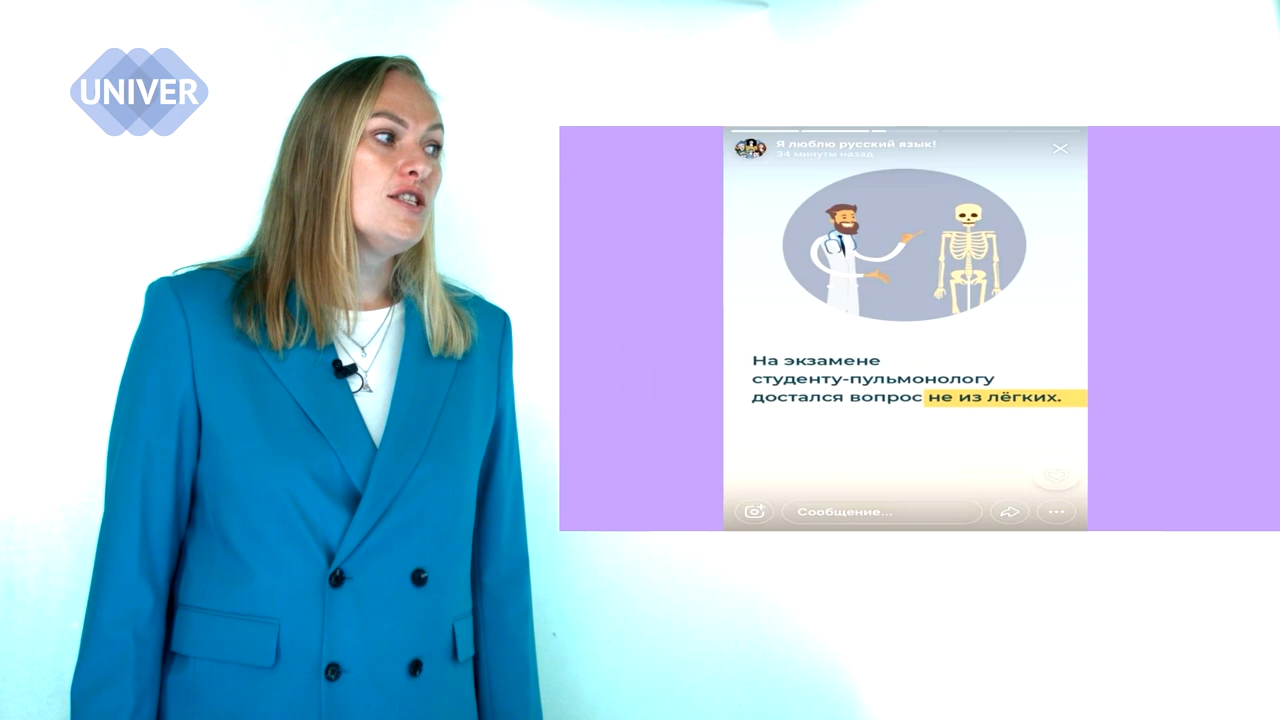 UNIVER
Я люблю русский язык!
34 минуты назад
На экзамене
студенту-пульмонологу
достался вопрос не из лёгких.
Сообщение...